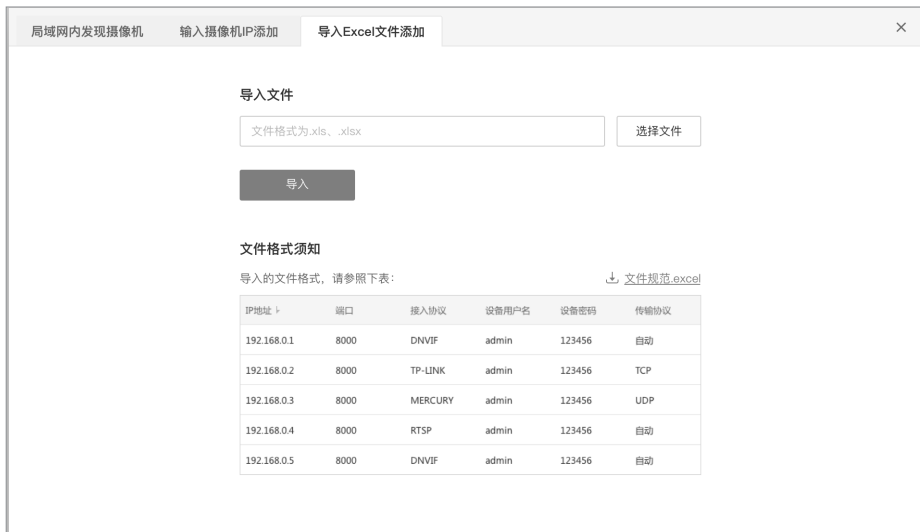 局域网内发现摄像机 输入摄像机IP添加 导入Excel文件添加
导入文件
文件格式为.xls、.xlsx 选择文件
导入
文件格式须知
导入的文件格式，请参照下表： 文件规范.excel
IP地址 端口 接入协议 设备用户名 设备密码 传输协议
192.168.0.1 8000 DNVIF admin 123456 自动
192.168.0.2 8000 TP-LINK admin 123456 TCP
192.168.0.3 8000 MERCURY admin 123456 UDP
192.168.0.4 8000 RTSP admin 123456 自动
192.168.0.5 8000 DNVIF admin 123456 自动